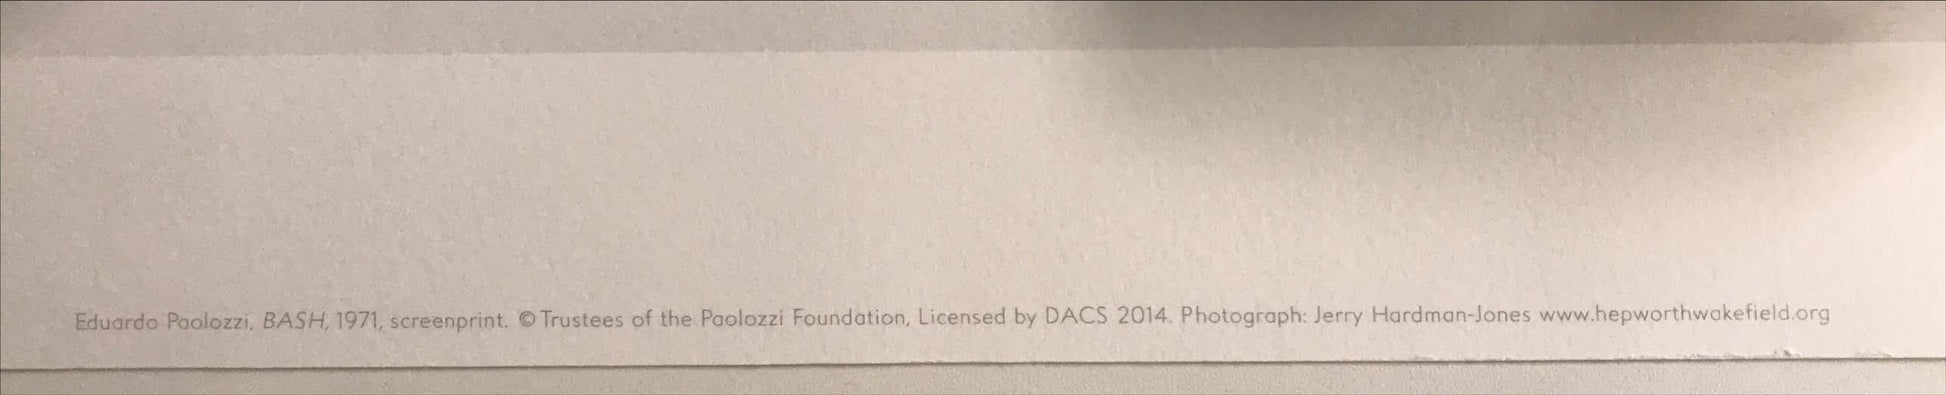 Eduardo Paolozzi, BASH, 1971, screenprint. © Trustees of the Paolozzi Foundation, Licensed by DACS 2014. Photograph: Jerry Hardman-Jones www.hepworthwakefield.org